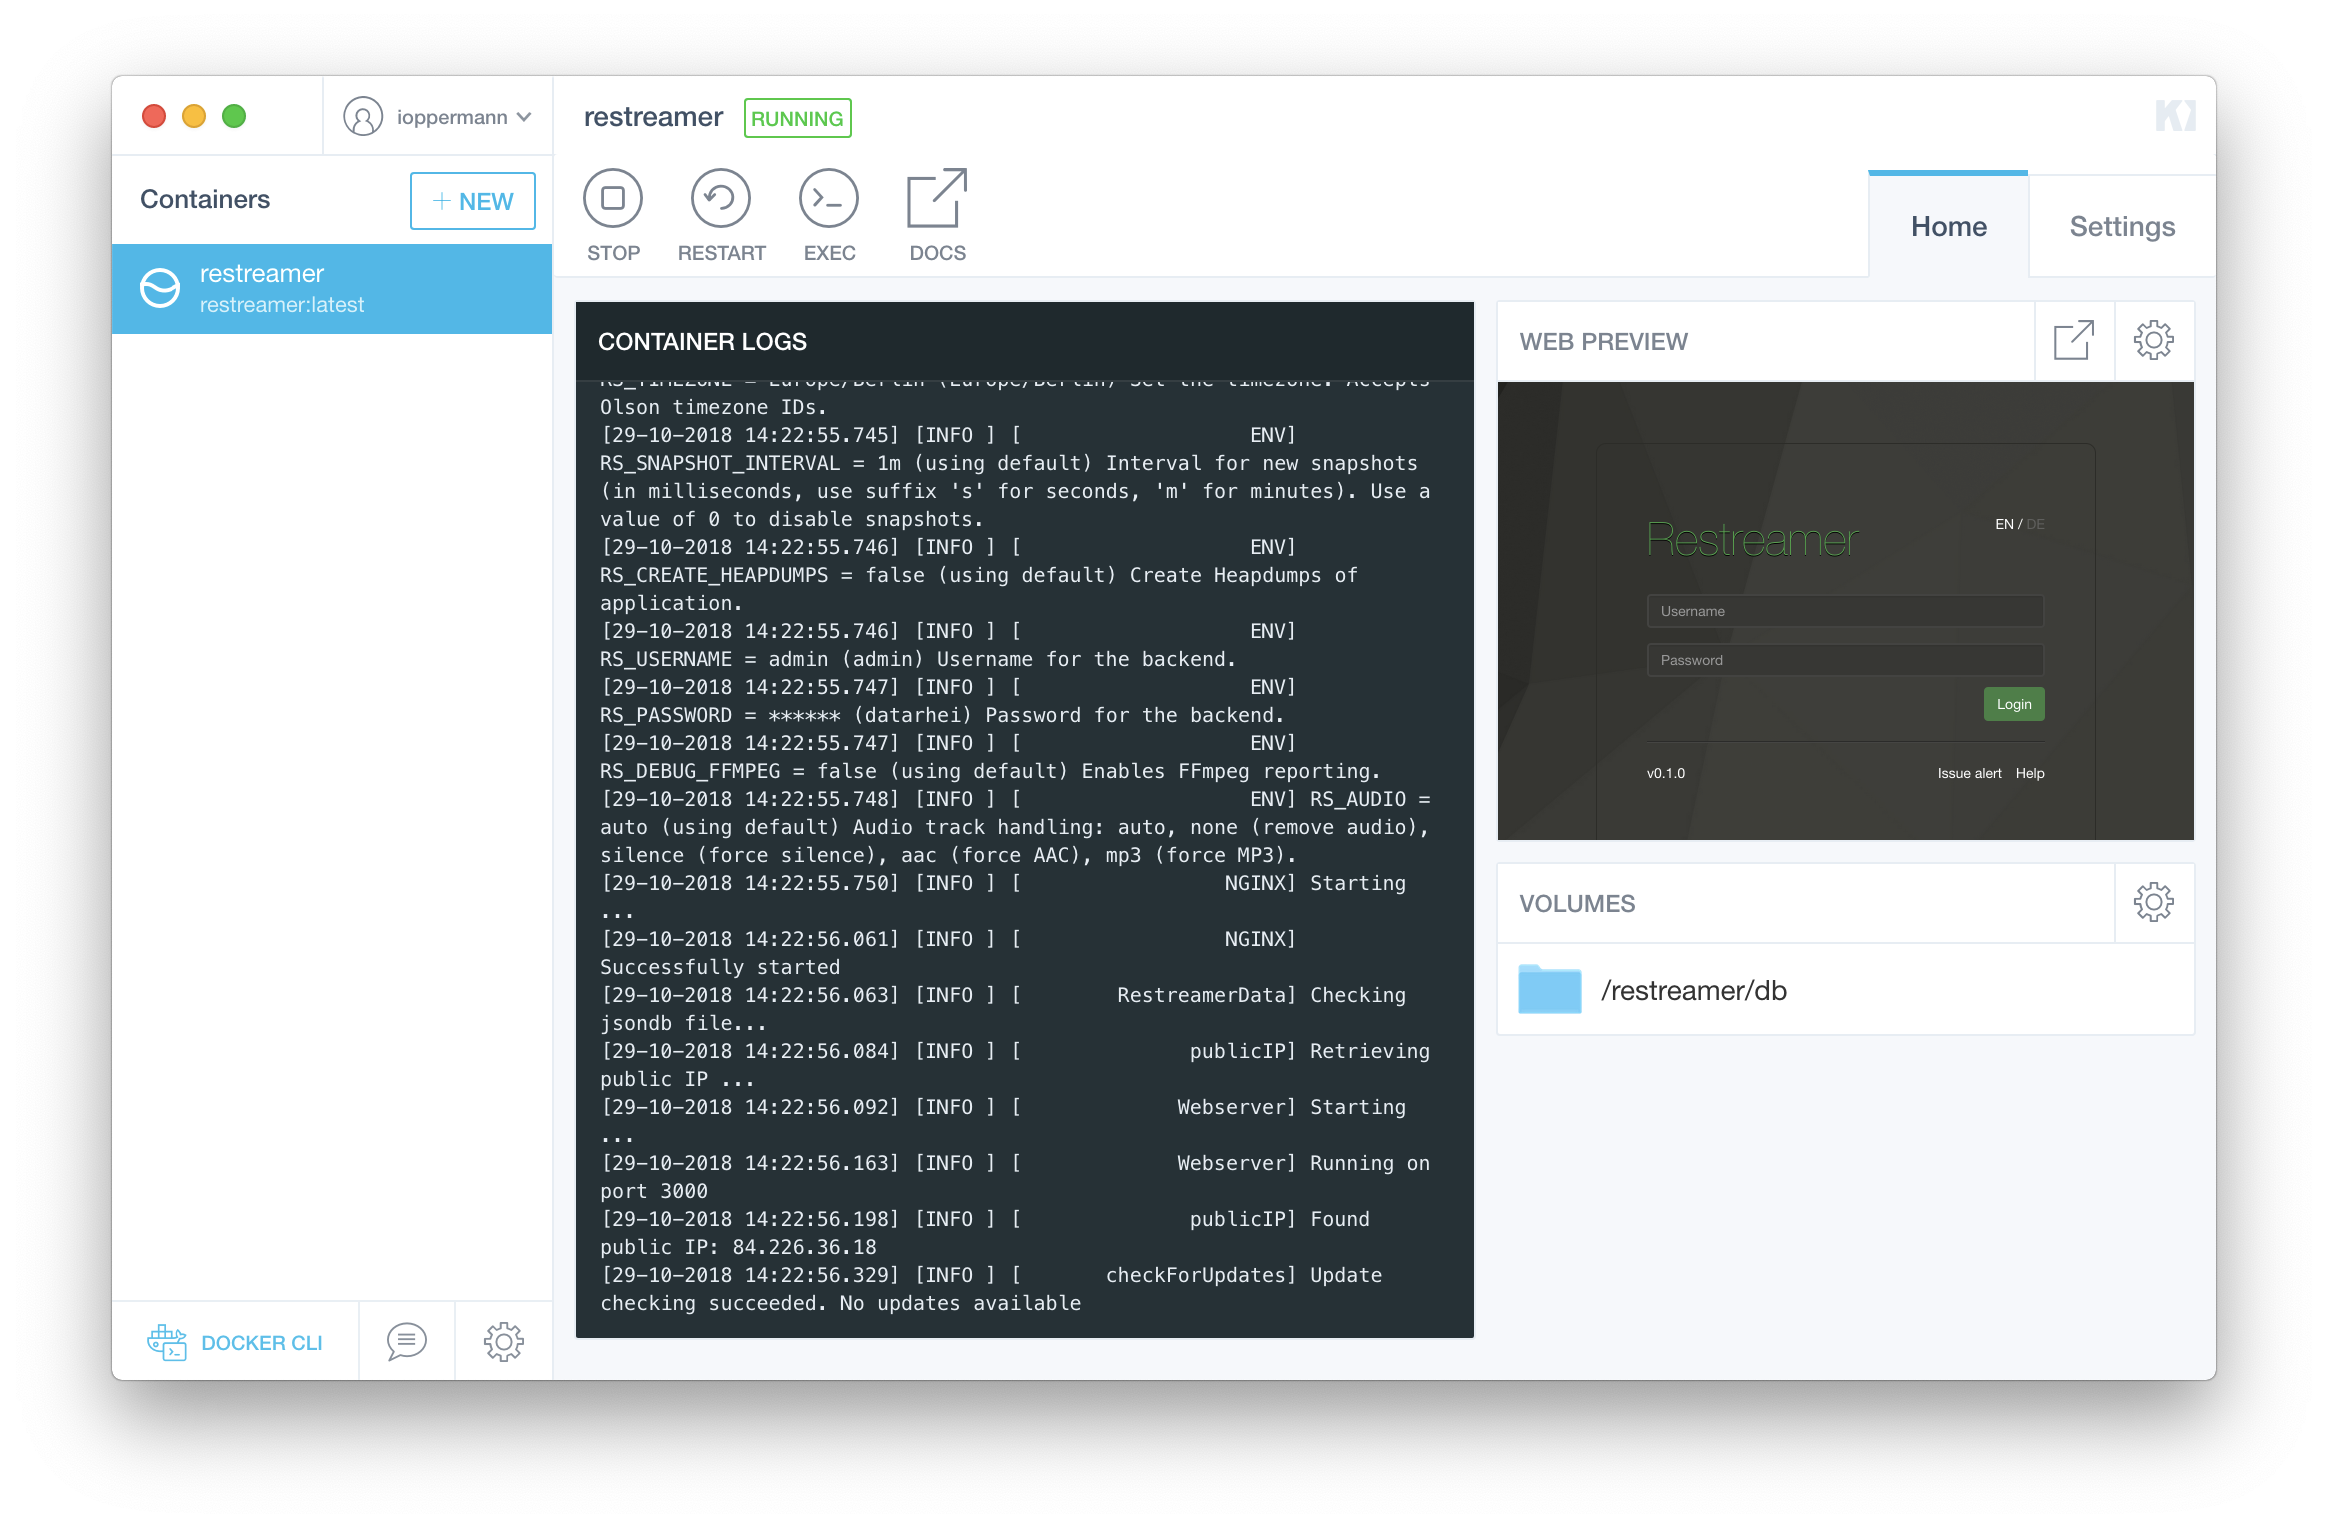 ioppermann
restreamer
RUNNING
Containers
+ NEW
restreamer
restreamer:latest
STOP
RESTART
EXEC
DOCS
Home
Settings
CONTAINER LOGS
RS_TIMEZONE = Europe/Berlin (Europe/Berlin) Set the timezone. Accepts
Olson timezone IDs.
[29-10-2018 14:22:55.745] [INFO ] [                   ENV]
RS_SNAPSHOT_INTERVAL = 1m (using default) Interval for new snapshots
(in milliseconds, use suffix 's' for seconds, 'm' for minutes). Use a
value of 0 to disable snapshots.
[29-10-2018 14:22:55.746] [INFO ] [                   ENV]
RS_CREATE_HEAPDUMPS = false (using default) Create Heapdumps of
application.
[29-10-2018 14:22:55.746] [INFO ] [                   ENV]
RS_USERNAME = admin (admin) Username for the backend.
[29-10-2018 14:22:55.747] [INFO ] [                   ENV]
RS_PASSWORD = ****** (datarhei) Password for the backend.
[29-10-2018 14:22:55.747] [INFO ] [                   ENV]
RS_DEBUG_FFMPEG = false (using default) Enables FFmpeg reporting.
[29-10-2018 14:22:55.748] [INFO ] [                   ENV] RS_AUDIO =
auto (using default) Audio track handling: auto, none (remove audio),
silence (force silence), aac (force AAC), mp3 (force MP3).
[29-10-2018 14:22:55.750] [INFO ] [                 NGINX] Starting
...
[29-10-2018 14:22:56.061] [INFO ] [                 NGINX]
Successfully started
[29-10-2018 14:22:56.063] [INFO ] [        RestreamerData] Checking
jsondb file...
[29-10-2018 14:22:56.084] [INFO ] [              publicIP] Retrieving
public IP ...
[29-10-2018 14:22:56.092] [INFO ] [             Webserver] Starting
...
[29-10-2018 14:22:56.163] [INFO ] [             Webserver] Running on
port 3000
[29-10-2018 14:22:56.198] [INFO ] [              publicIP] Found
public IP: 84.226.36.18
[29-10-2018 14:22:56.329] [INFO ] [       checkForUpdates] Update
checking succeeded. No updates available
WEB PREVIEW
Restreamer
EN / DE
Username
Password
Login
v0.1.0
Issue alert Help
VOLUMES
/restreamer/db
DOCKER CLI